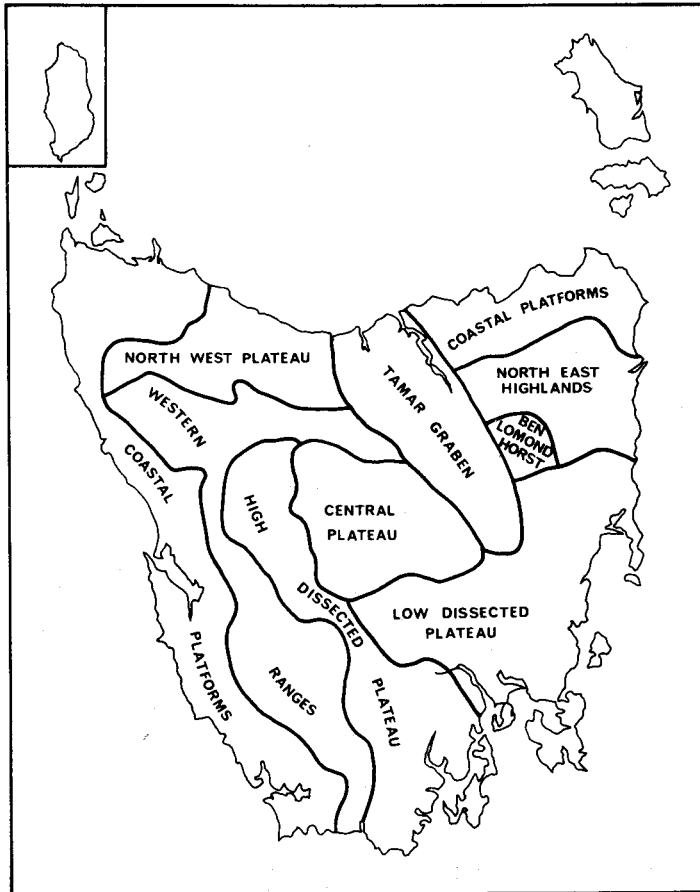 COASTAL PLATFORMS
NORTH WEST PLATEAU
NORTH EAST
HIGHLANDS
TAMAR GRABEN
WESTERN
BEN
LOMOND
HORST
COASTAL
HIGH
CENTRAL
PLATEAU
DISSECTED
LOW DISSECTED
PLATEAU
PLATFORMS
RANGES
PLATEAU